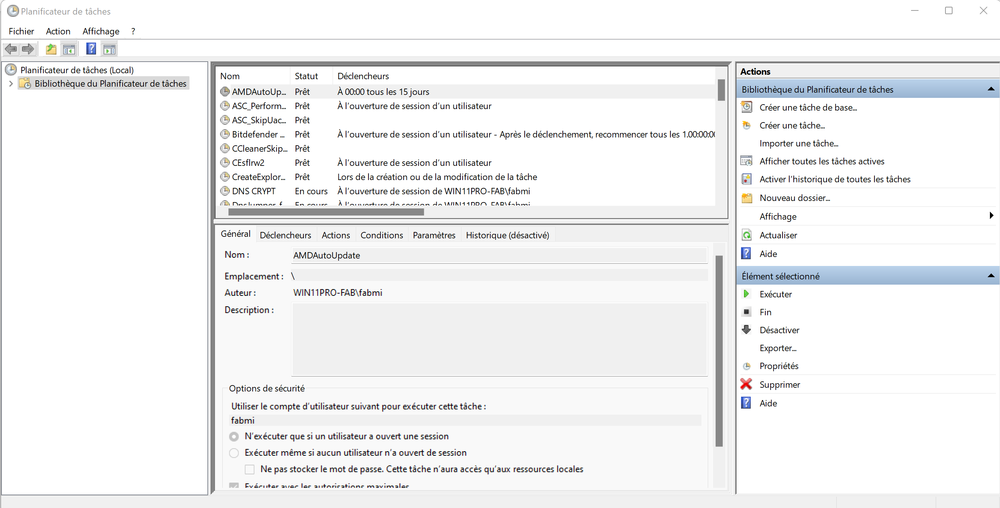 Planificateur de tâches
Fichier Action Affichage ?
Planificateur de tâches (Local)
Bibliothèque du Planificateur de tâches
Nom Statut Déclencheurs
AMDAutoUp... Prêt À 00:00 tous les 15 jours
ASC_Perform... Prêt À l'ouverture de session d'un utilisateur
ASC_SkipUac... Prêt
Bitdefender ... Prêt À l'ouverture de session d'un utilisateur - Après le déclenchement, recommencer tous les 1.00:00:00
CCleanerSkip... Prêt
CEsflrw2 Prêt À l'ouverture de session d'un utilisateur
CreateExplor... Prêt Lors de la création ou de la modification de la tâche
DNS CRYPT En cours À l'ouverture de session de WIN11PRO-FAB\fabmi
DnsJumper_f... En cours À l'ouverture de session de WIN11PRO-FAB\fabmi
Général Déclencheurs Actions Conditions Paramètres Historique (désactivé)
Nom : AMDAutoUpdate
Emplacement : \
Auteur : WIN11PRO-FAB\fabmi
Description :
Options de sécurité
Utiliser le compte d'utilisateur suivant pour exécuter cette tâche :
fabmi
N'exécuter que si un utilisateur a ouvert une session
Exécuter même si aucun utilisateur n'a ouvert de session
Ne pas stocker le mot de passe. Cette tâche n'aura accès qu'aux ressources locales
Exécuter avec les autorisations maximales
Actions
Bibliothèque du Planificateur de tâches
Créer une tâche de base...
Créer une tâche...
Importer une tâche...
Afficher toutes les tâches actives
Activer l'historique de toutes les tâches
Nouveau dossier...
Affichage
Actualiser
Aide
Élément sélectionné
Exécuter
Fin
Désactiver
Exporter...
Propriétés
Supprimer
Aide